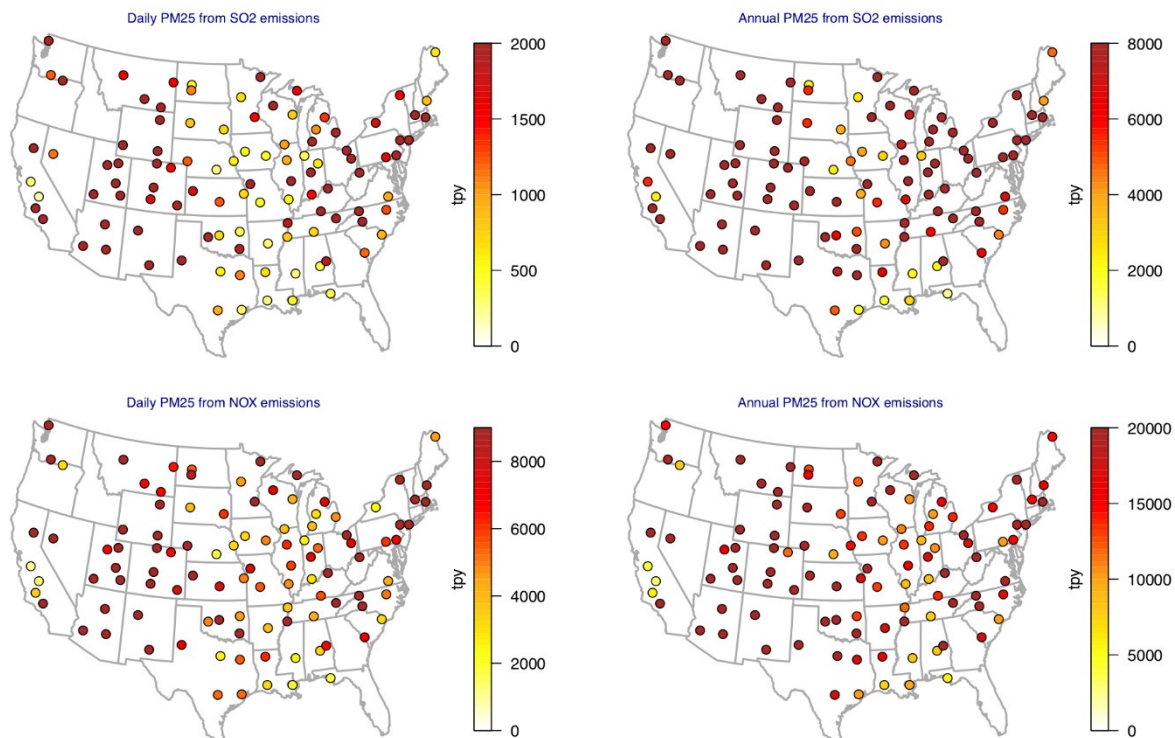 Daily PM25 from SO2 emissions
2000
1500
1000
500
0
tpy
Annual PM25 from SO2 emissions
8000
6000
4000
2000
0
tpy
Daily PM25 from NOX emissions
8000
6000
4000
2000
0
tpy
Annual PM25 from NOX emissions
20000
15000
10000
5000
0
tpy